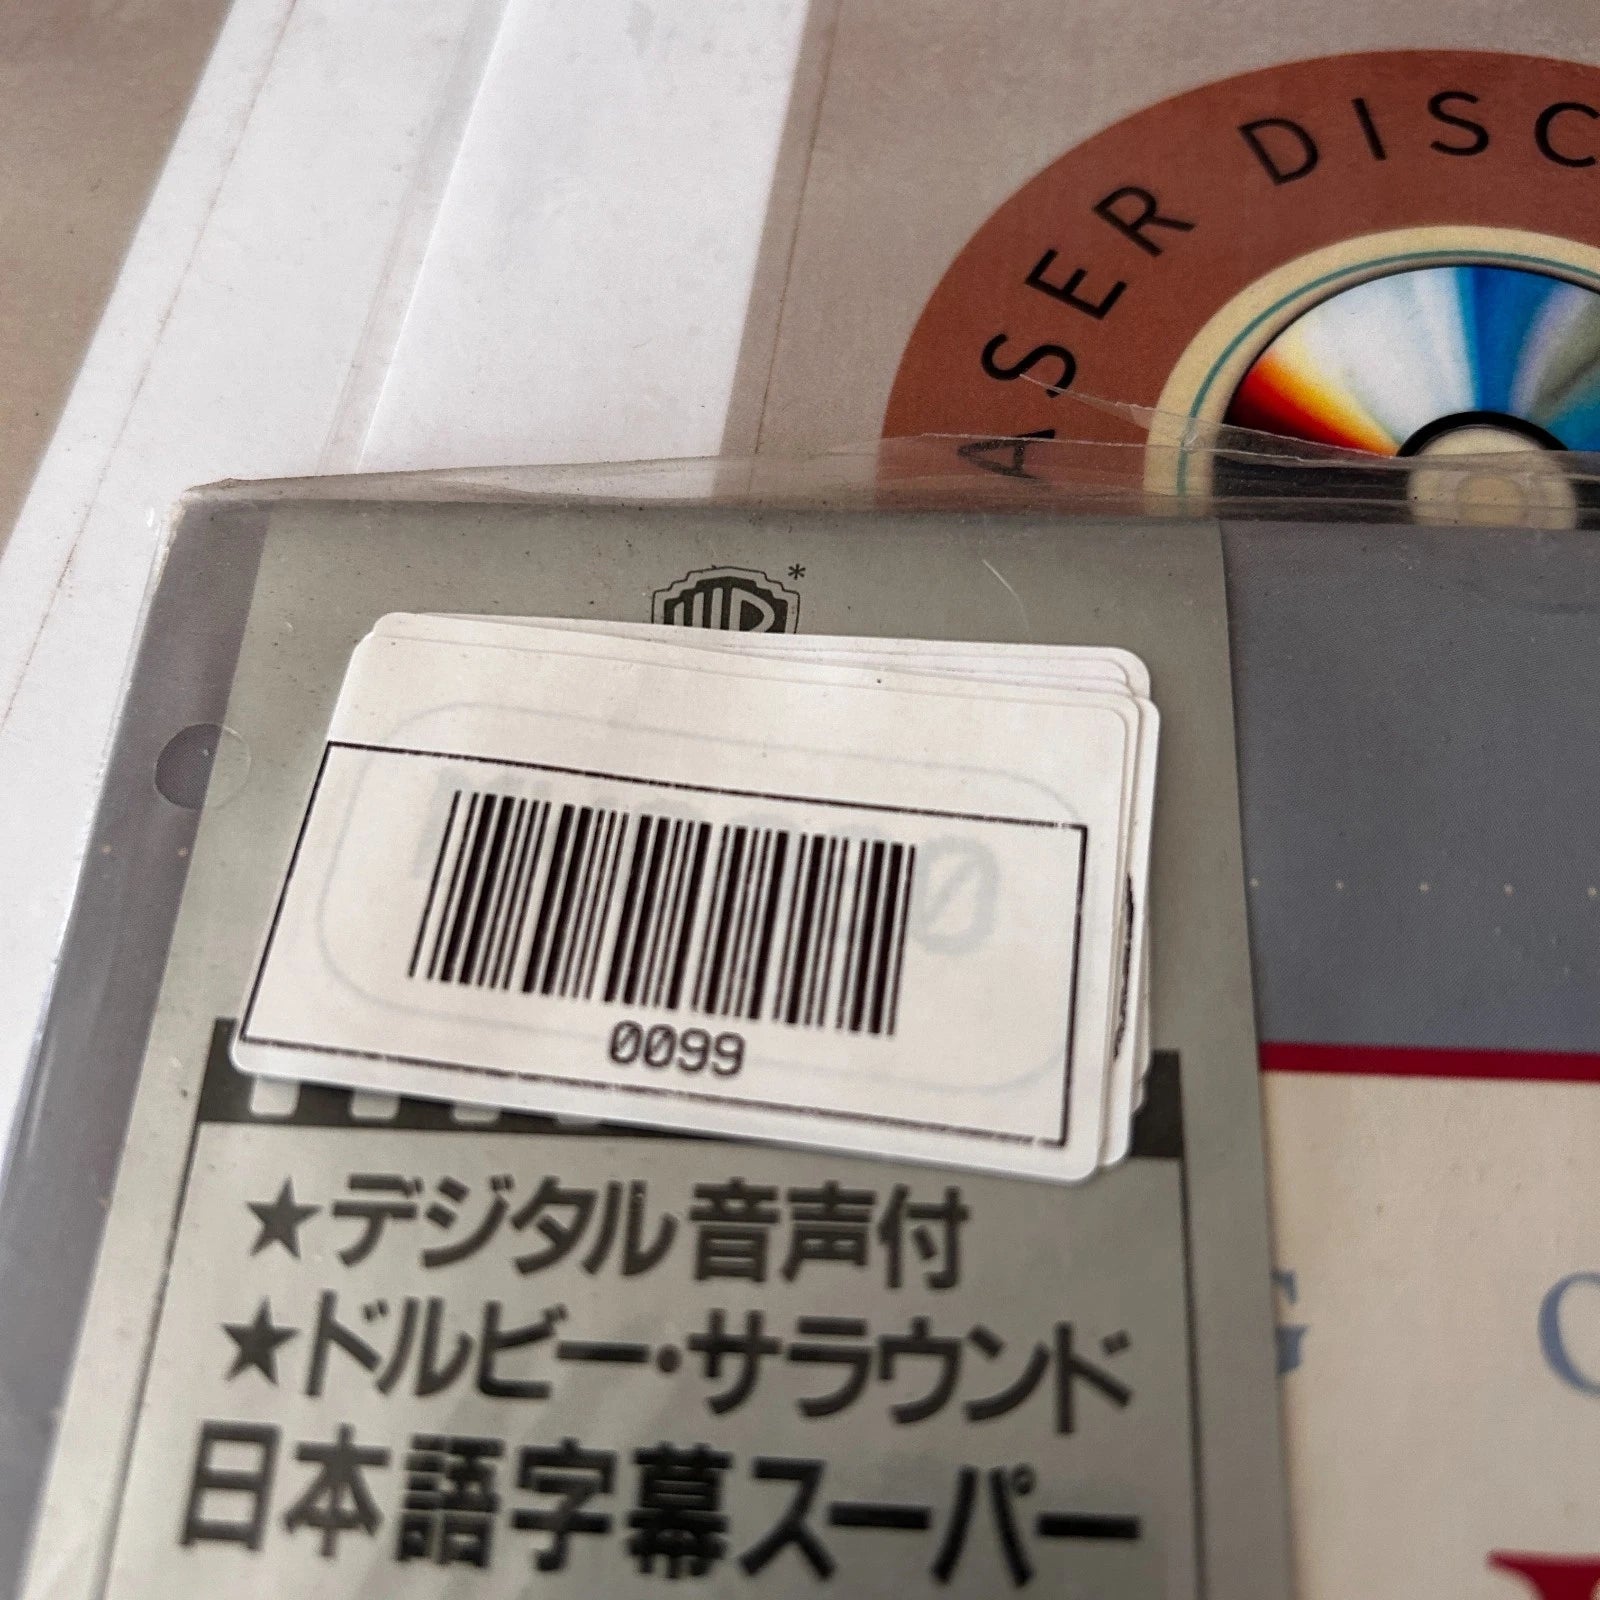 ASER DISC
0099
★デジタル音声付
★ドルビー・サラウンド
日本語字幕スーパー